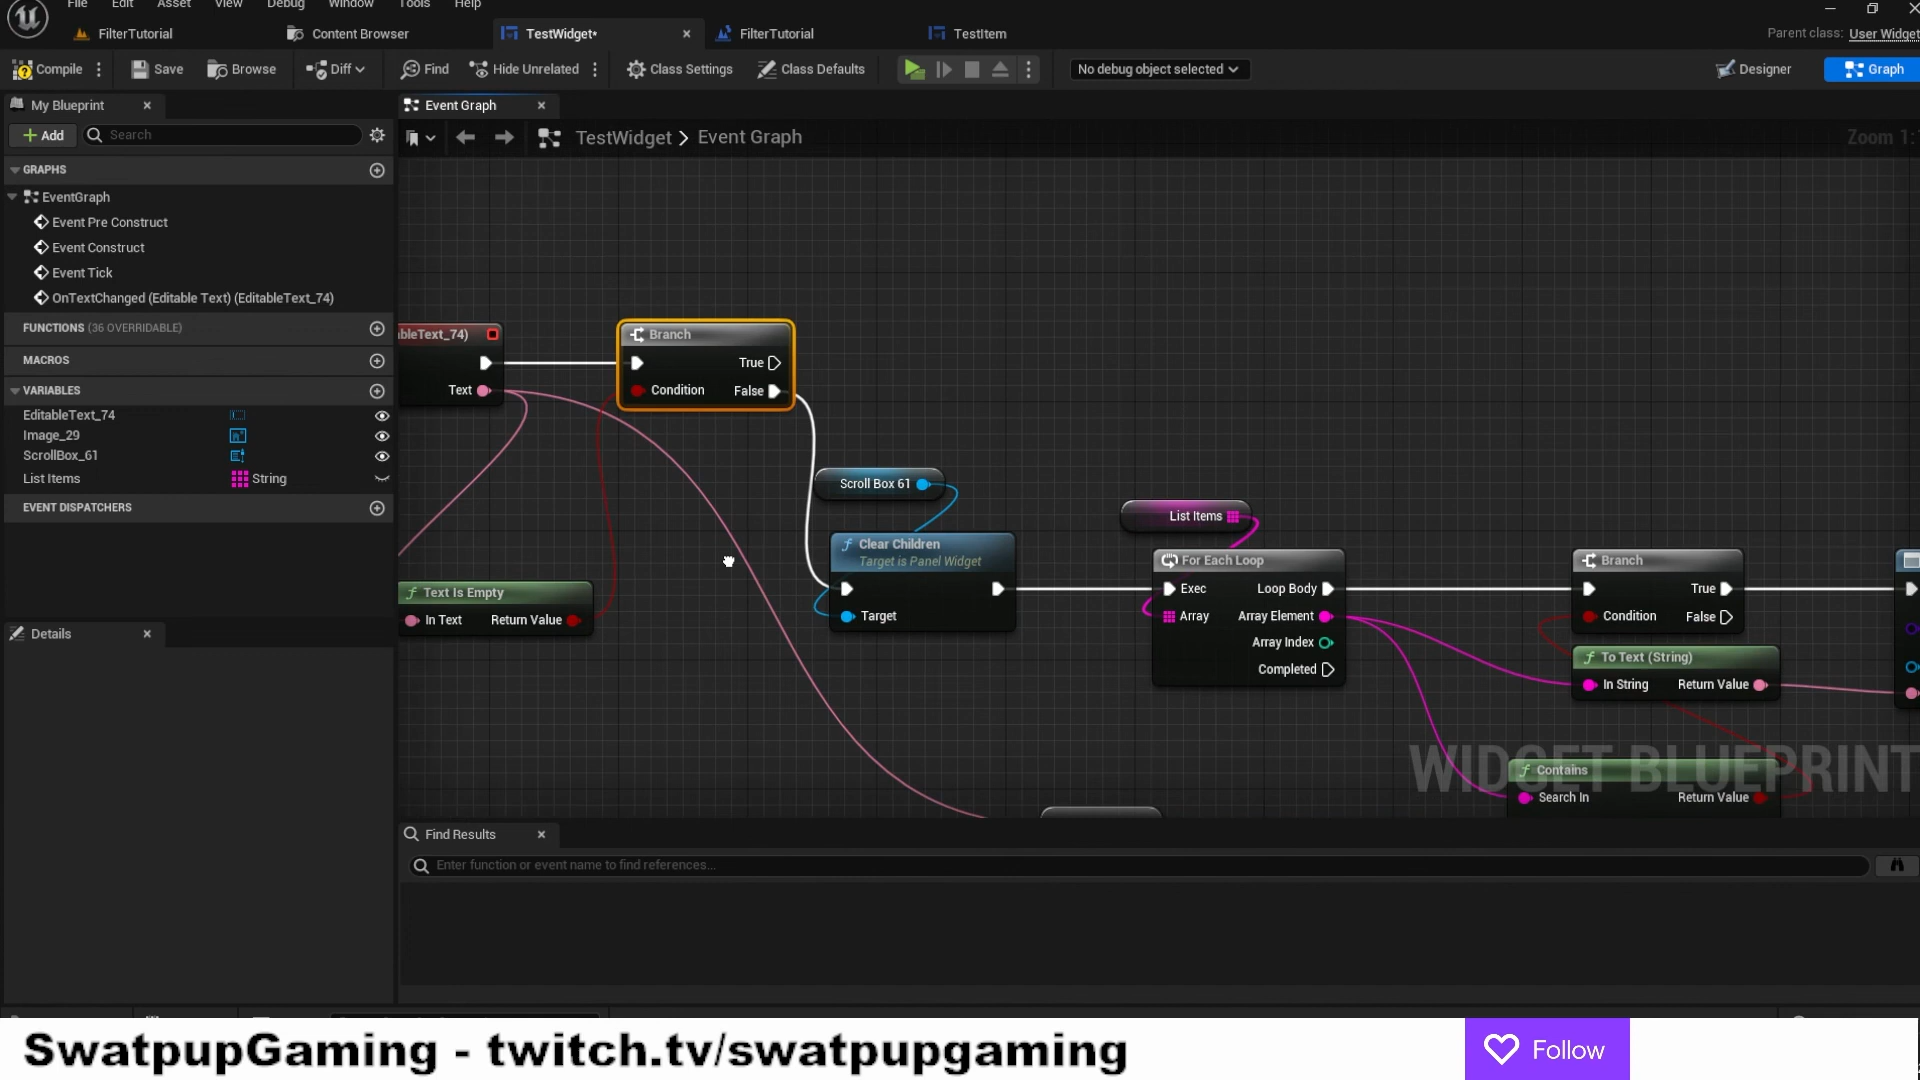 File Edit Asset View Debug Window Tools Help
FilterTutorial Content Browser TestWidget* FilterTutorial TestItem
Parent class: User Widget
Compile Save Browse Diff Find Hide Unrelated Class Settings Class Defaults No debug object selected Designer Graph
My Blueprint
Event Graph
Add Search
TestWidget > Event Graph
Zoom 1:
GRAPHS
EventGraph
Event Pre Construct
Event Construct
Event Tick
OnTextChanged (Editable Text) (EditableText_74)
FUNCTIONS (36 OVERRIDABLE)
MACROS
VARIABLES
EditableText_74
Image_29
ScrollBox_61
List Items String
EVENT DISPATCHERS
Details
bleText_74)
Text
Branch
True
Condition False
Scroll Box 61
Clear Children
Target is Panel Widget
Target
Text Is Empty
In Text Return Value
List Items
For Each Loop
Exec Loop Body
Array Array Element
Array Index
Completed
Branch
True
Condition False
To Text (String)
In String Return Value
Contains
Search In Return Value
WIDGET BLUEPRINT
Find Results
Enter function or event name to find references...
SwatpupGaming - twitch.tv/swatpupgaming
Follow